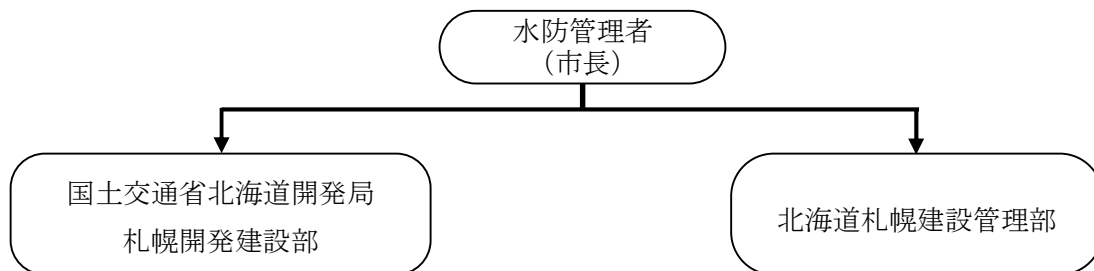 水防管理者
（市長）
国土交通省北海道開発局
札幌開発建設部
北海道札幌建設管理部